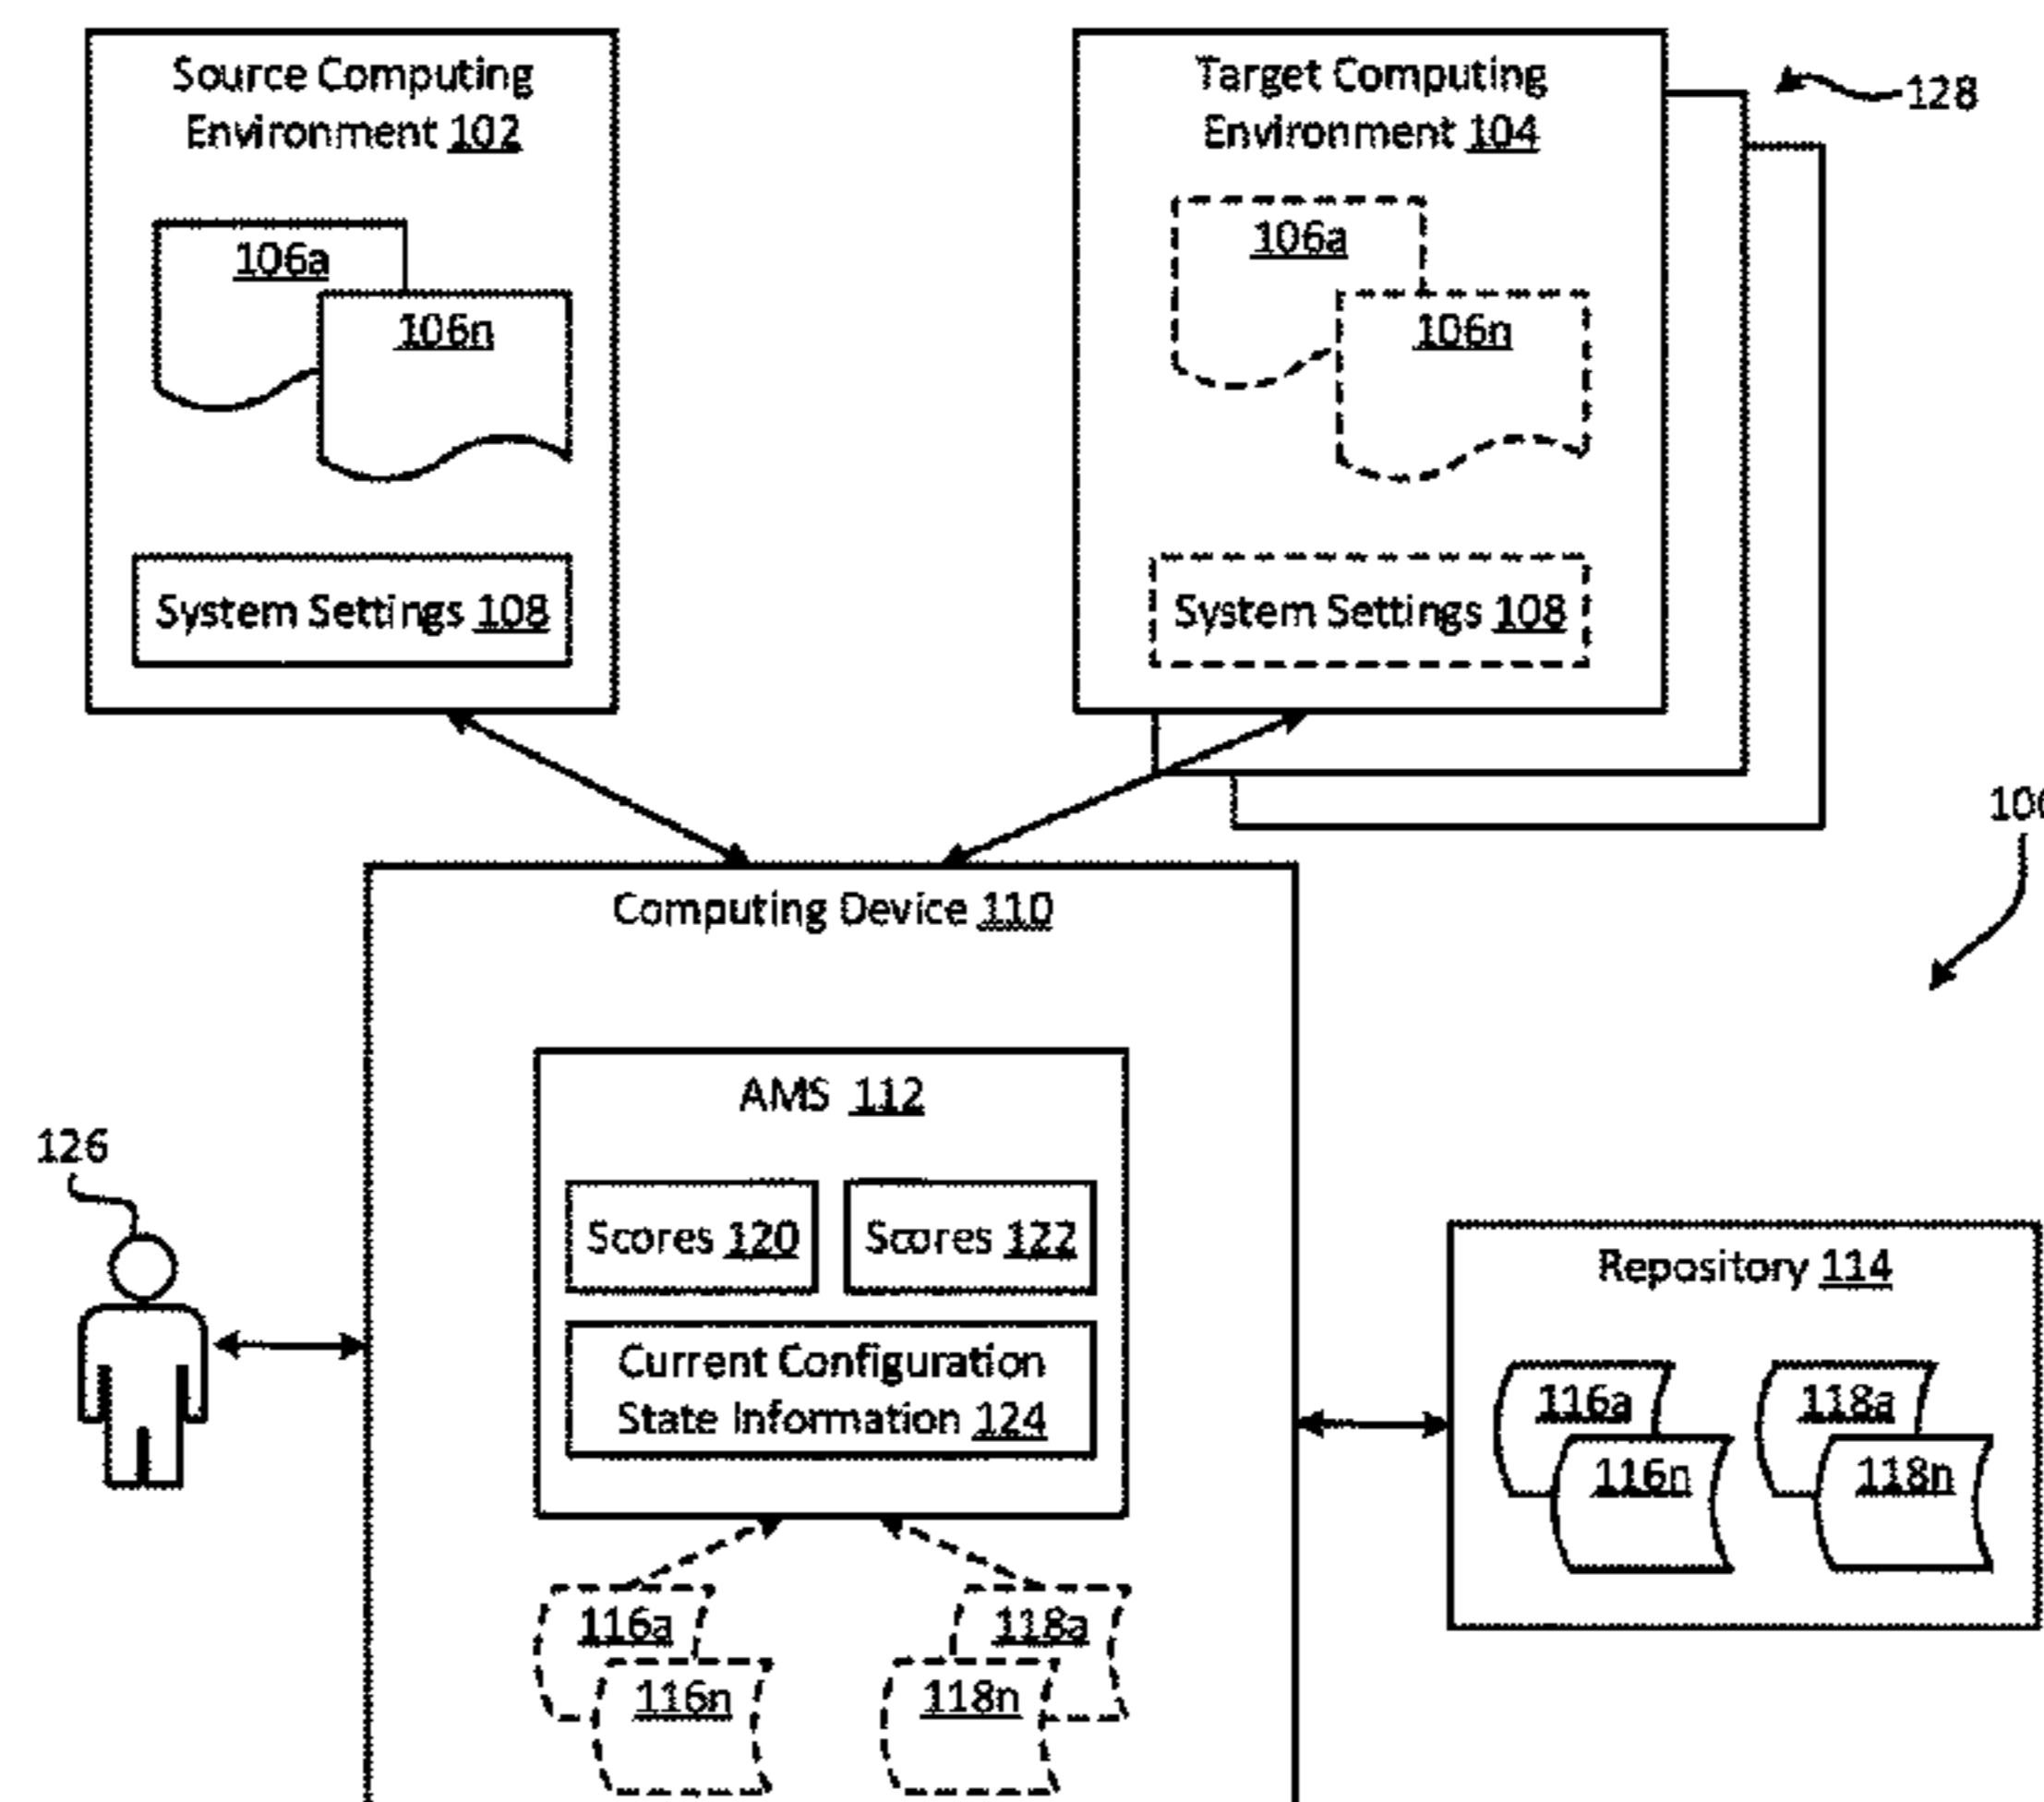 Source Computing
Environment 102
106a
106n
System Settings 108
Target Computing
Environment 104
106a
106n
System Settings 108
128
Computing Device 110
AMS 112
Scores 120
Scores 122
Current Configuration
State Information 124
116a
116n
118a
118n
126
Repository 114
116a
116n
118a
118n